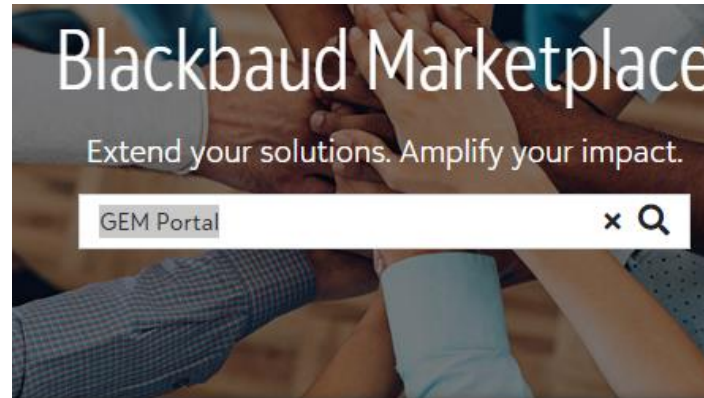 Blackbaud Marketplace
Extend your solutions. Amplify your impact.
GEM Portal